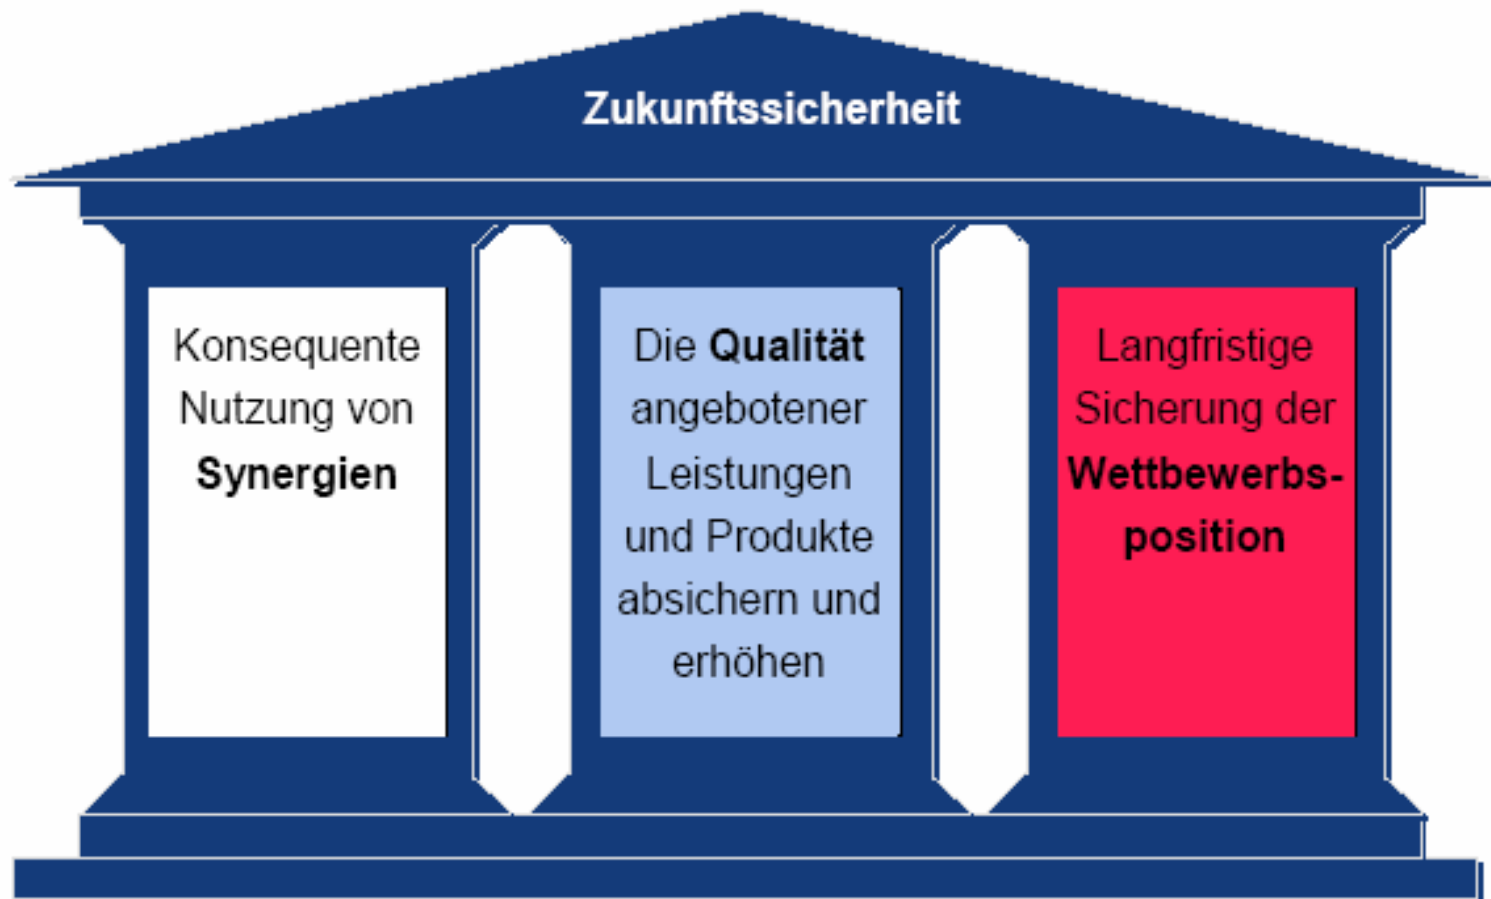 Zukunftssicherheit
Konsequente
Nutzung von
Synergien
Die Qualität
angebotener
Leistungen
und Produkte
absichern und
erhöhen
Langfristige
Sicherung der
Wettbewerbs-
position